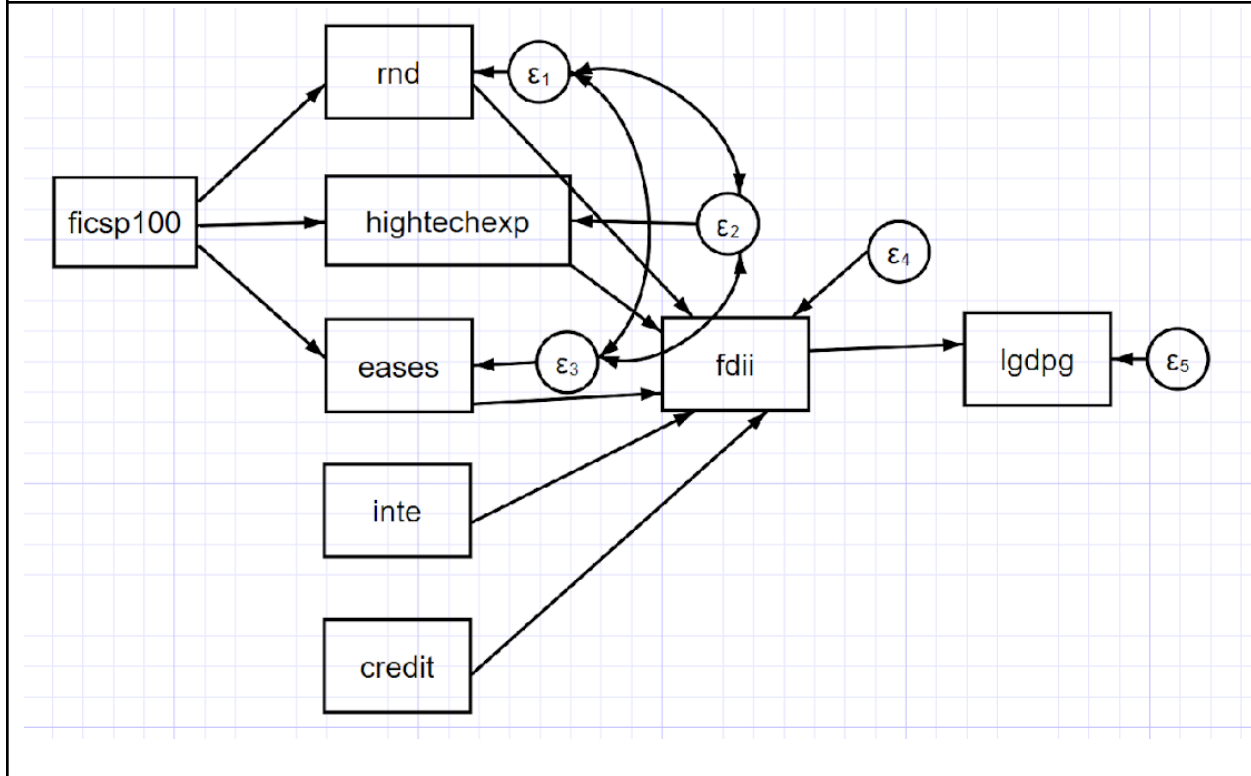 rnd
ε1
ficsp100
hightechexp
ε2
ε4
eases
ε3
fdii
lgdpg
ε5
inte
credit